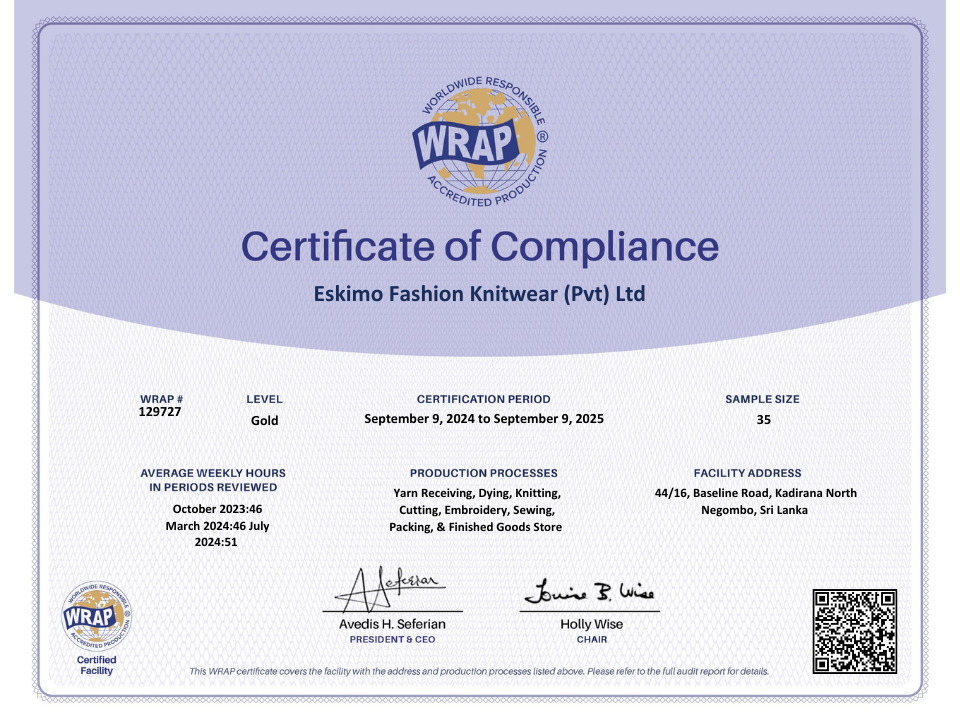 WORLDWIDE RESPONSIBLE
WRAP
®
ACCREDITED PRODUCTION
Certificate of Compliance
Eskimo Fashion Knitwear (Pvt) Ltd
WRAP #
129727
LEVEL
Gold
CERTIFICATION PERIOD
September 9, 2024 to September 9, 2025
SAMPLE SIZE
35
AVERAGE WEEKLY HOURS
IN PERIODS REVIEWED
October 2023:46
March 2024:46 July
2024:51
PRODUCTION PROCESSES
Yarn Receiving, Dying, Knitting,
Cutting, Embroidery, Sewing,
Packing, & Finished Goods Store
FACILITY ADDRESS
44/16, Baseline Road, Kadirana North
Negombo, Sri Lanka
WORLDWIDE RESPONSIBLE
WRAP
®
ACCREDITED PRODUCTION
Certified
Facility
Avedis H. Seferian
PRESIDENT & CEO
Louise B. Wise
Holly Wise
CHAIR
This WRAP certificate covers the facility with the address and production processes listed above. Please refer to the full audit report for details.